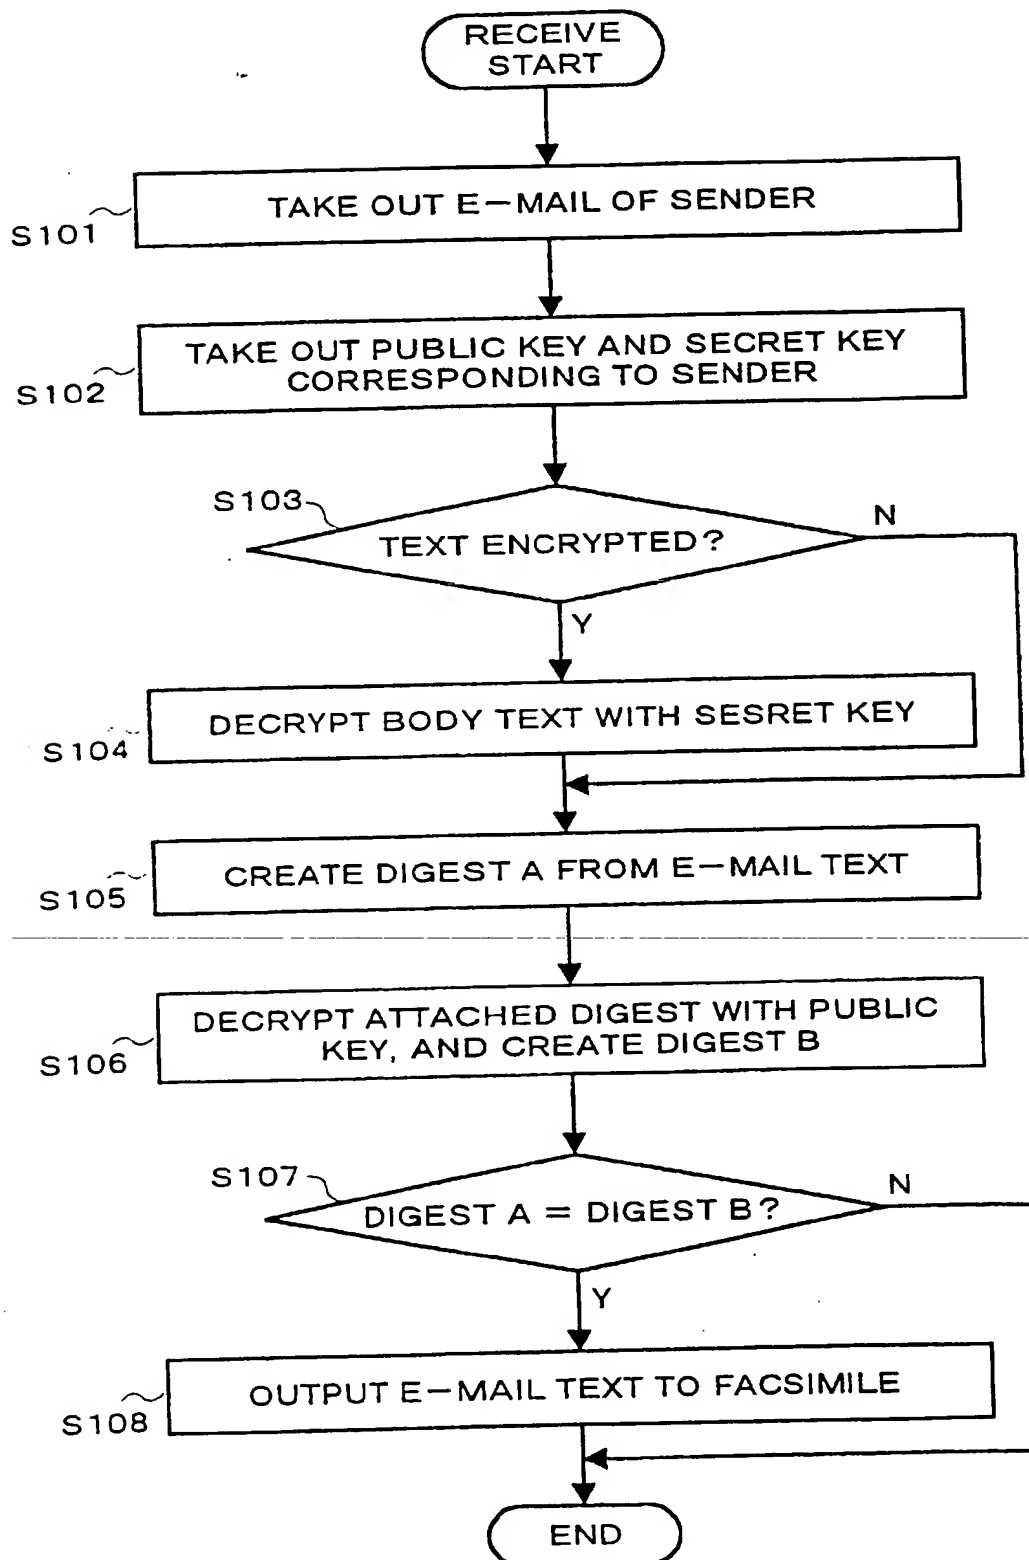 RECEIVE
START
TAKE OUT E-MAIL OF SENDER
S101
TAKE OUT PUBLIC KEY AND SECRET KEY
CORRESPONDING TO SENDER
S102
S103
TEXT ENCRYPTED?
N
Y
DECRYPT BODY TEXT WITH SESRET KEY
S104
CREATE DIGEST A FROM E-MAIL TEXT
S105
DECRYPT ATTACHED DIGEST WITH PUBLIC
KEY, AND CREATE DIGEST B
S106
S107
DIGEST A = DIGEST B?
N
Y
OUTPUT E-MAIL TEXT TO FACSIMILE
S108
END